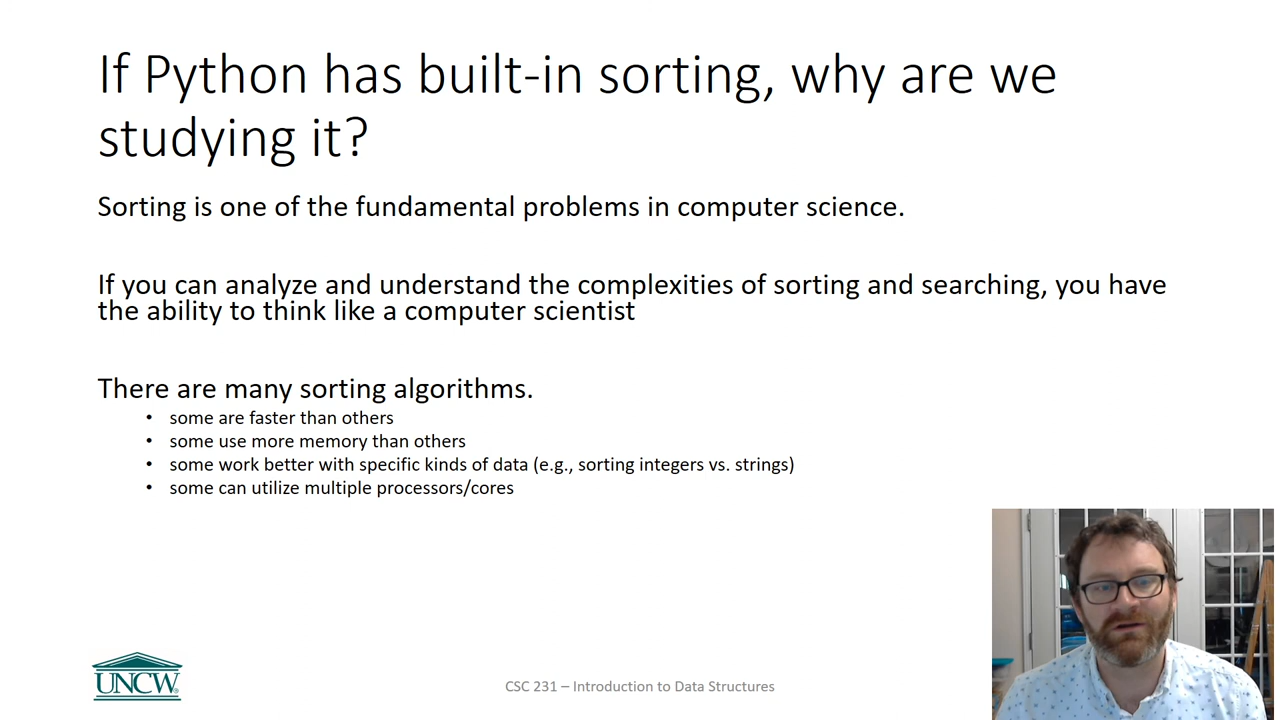 If Python has built-in sorting, why are we
studying it?
Sorting is one of the fundamental problems in computer science.
If you can analyze and understand the complexities of sorting and searching, you have
the ability to think like a computer scientist
There are many sorting algorithms.
• some are faster than others
• some use more memory than others
• some work better with specific kinds of data (e.g., sorting integers vs. strings)
• some can utilize multiple processors/cores
UNCW®
CSC 231 – Introduction to Data Structures